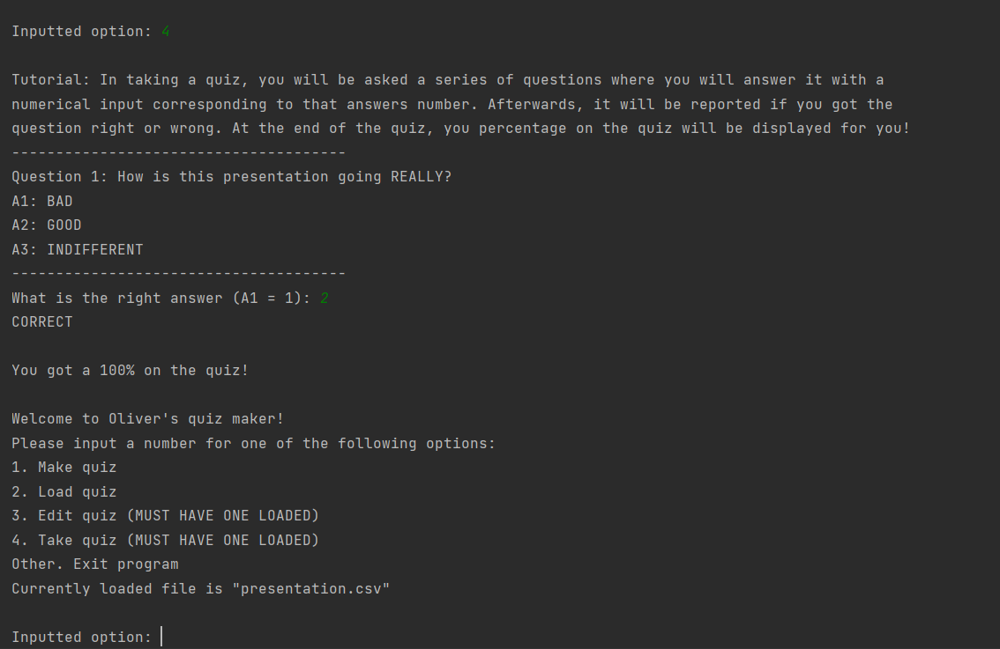 Inputted option: 4
Tutorial: In taking a quiz, you will be asked a series of questions where you will answer it with a
numerical input corresponding to that answers number. Afterwards, it will be reported if you got the
question right or wrong. At the end of the quiz, you percentage on the quiz will be displayed for you!
--------------------------------------
Question 1: How is this presentation going REALLY?
A1: BAD
A2: GOOD
A3: INDIFFERENT
--------------------------------------
What is the right answer (A1 = 1): 2
CORRECT
You got a 100% on the quiz!
Welcome to Oliver's quiz maker!
Please input a number for one of the following options:
1. Make quiz
2. Load quiz
3. Edit quiz (MUST HAVE ONE LOADED)
4. Take quiz (MUST HAVE ONE LOADED)
Other. Exit program
Currently loaded file is "presentation.csv"
Inputted option: